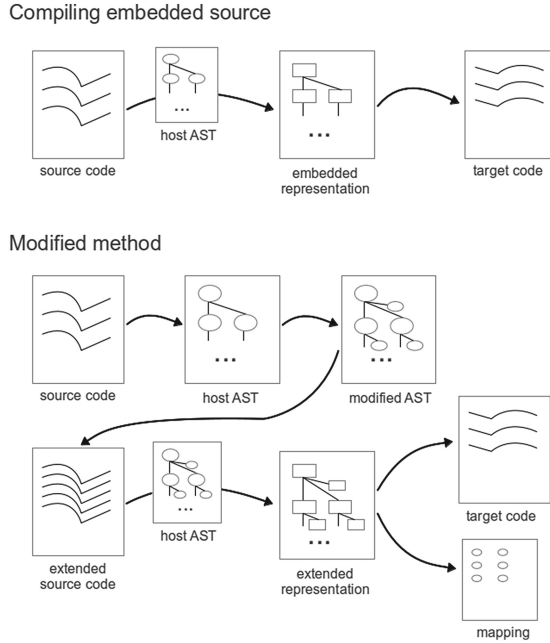 Compiling embedded source
...
host AST
source code
...
embedded
representation
target code
Modified method
source code
...
host AST
...
modified AST
extended
source code
...
host AST
...
extended
representation
target code
mapping